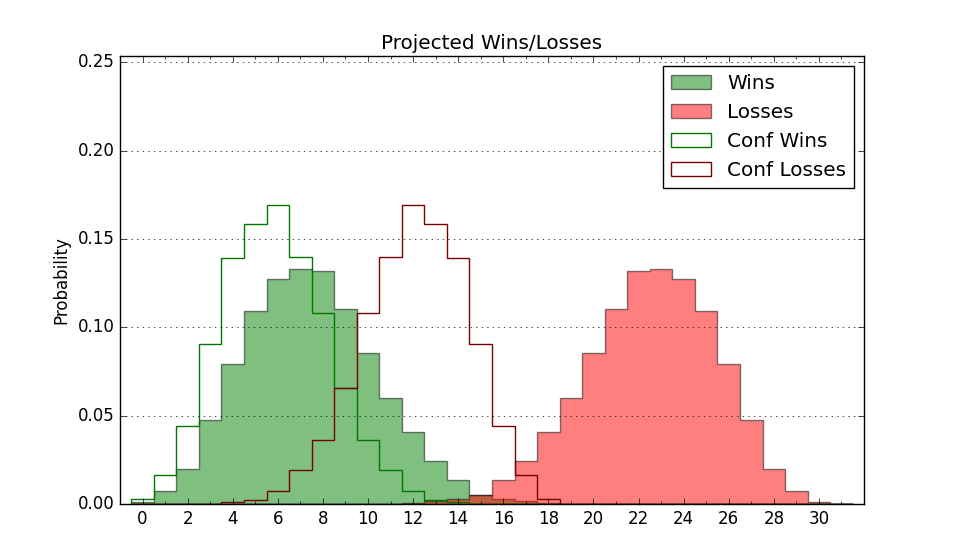 Projected Wins/Losses
0.25
0.20
0.15
0.10
0.05
0.00
Probability
Wins
Losses
Conf Wins
Conf Losses
0 2 4 6 8 10 12 14 16 18 20 22 24 26 28 30